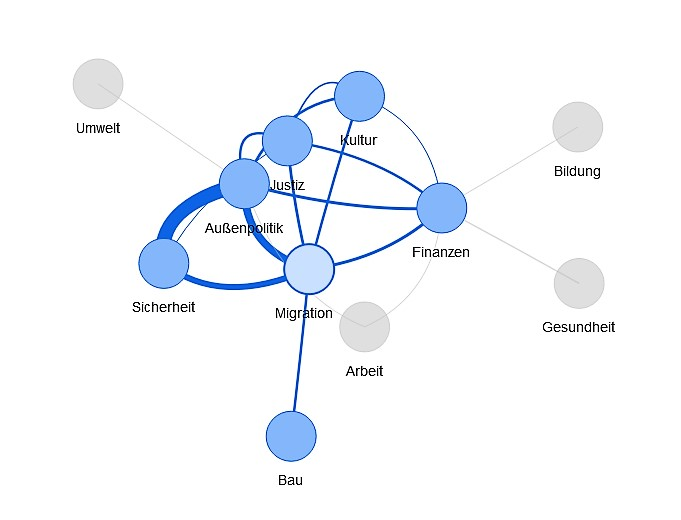 Umwelt
Kultur
Bildung
Justiz
Außenpolitik
Finanzen
Sicherheit
Migration
Gesundheit
Arbeit
Bau